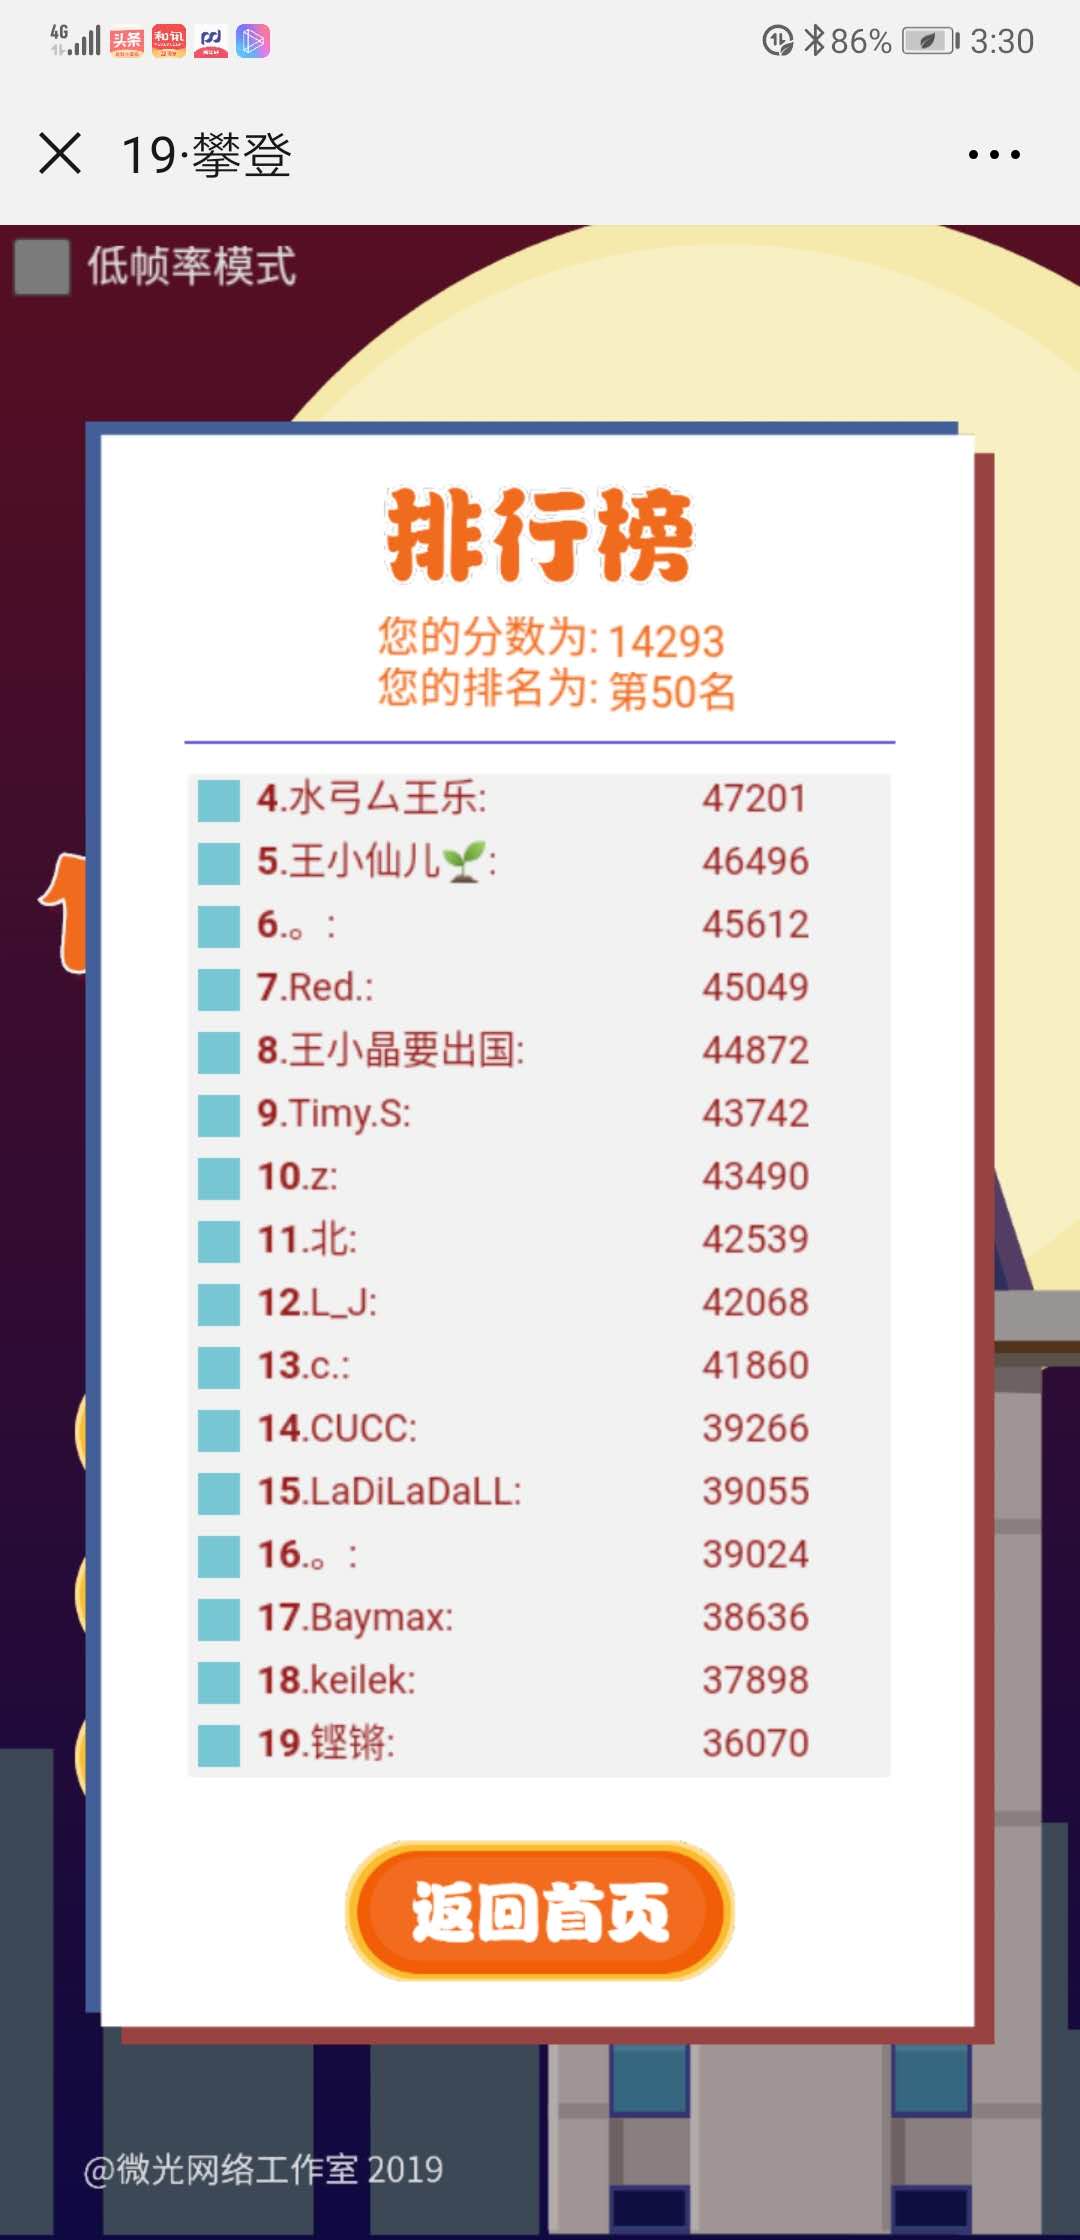 4G 头条 和讯 86% 3:30
19·攀登
低帧率模式
排行榜
您的分数为: 14293
您的排名为: 第50名
4.水弓厶王乐: 47201
5.王小仙儿🌱: 46496
6.。: 45612
7.Red.: 45049
8.王小晶要出国: 44872
9.Timy.S: 43742
10.z: 43490
11.北: 42539
12.L_J: 42068
13.c.: 41860
14.CUCC: 39266
15.LaDiLaDaLL: 39055
16.。: 39024
17.Baymax: 38636
18.keilek: 37898
19.铿锵: 36070
返回首页
@微光网络工作室 2019